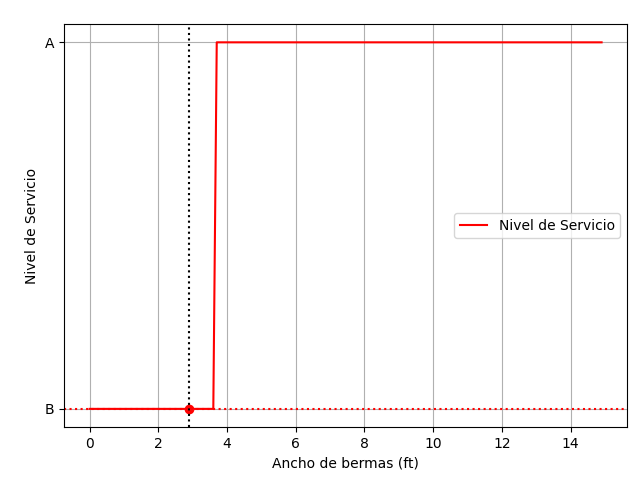 A
Nivel de Servicio
Nivel de Servicio
B
0 2 4 6 8 10 12 14
Ancho de bermas (ft)